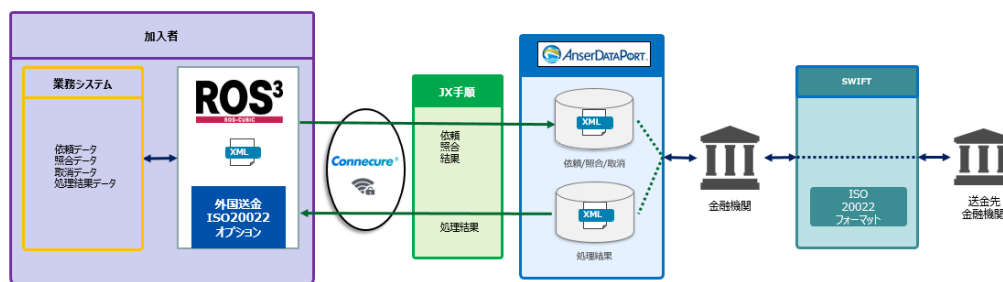 加入者
業務システム
依頼データ
照合データ
取消データ
処理結果データ
ROS³
ROS-CUBIC
XML
外国送金
ISO20022
オプション
Connecure®
JX手順
依頼
照合
結果
処理結果
ANSERDATAPORT®
XML
依頼/照合/取消
XML
処理結果
金融機関
SWIFT
ISO
20022
フォーマット
送金先
金融機関